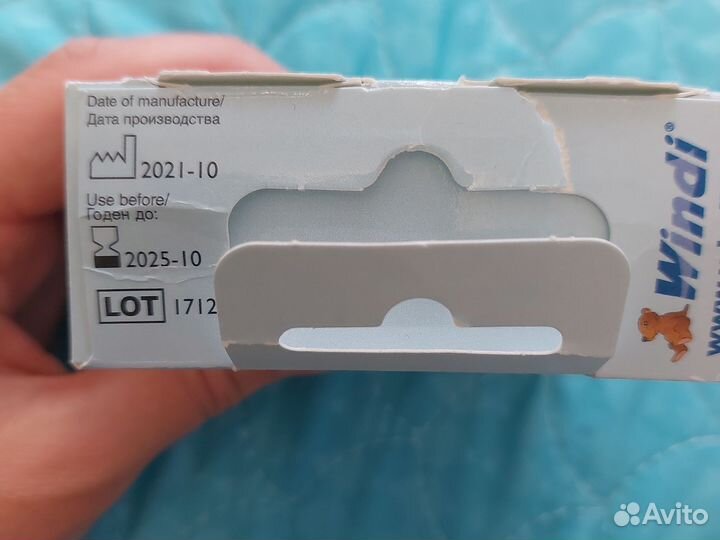 Date of manufacture/
Дата производства
2021-10
Use before/
Годен до:
2025-10
LOT 1712
Windi®
Avito